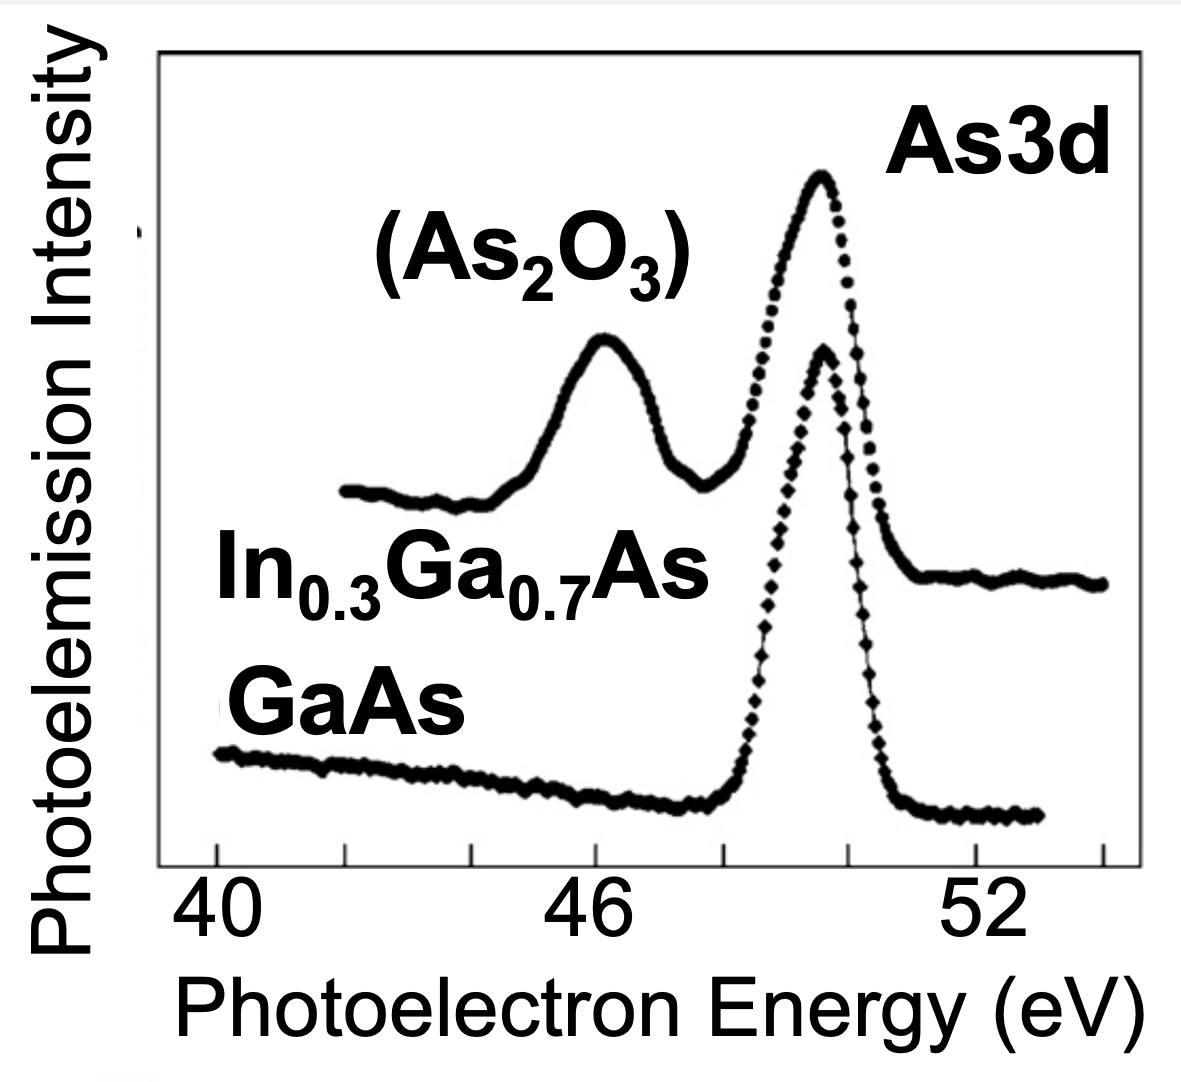 Photoelemission Intensity
As3d
(As₂O₃)
In₀.₃Ga₀.₇As
GaAs
40 46 52
Photoelectron Energy (eV)